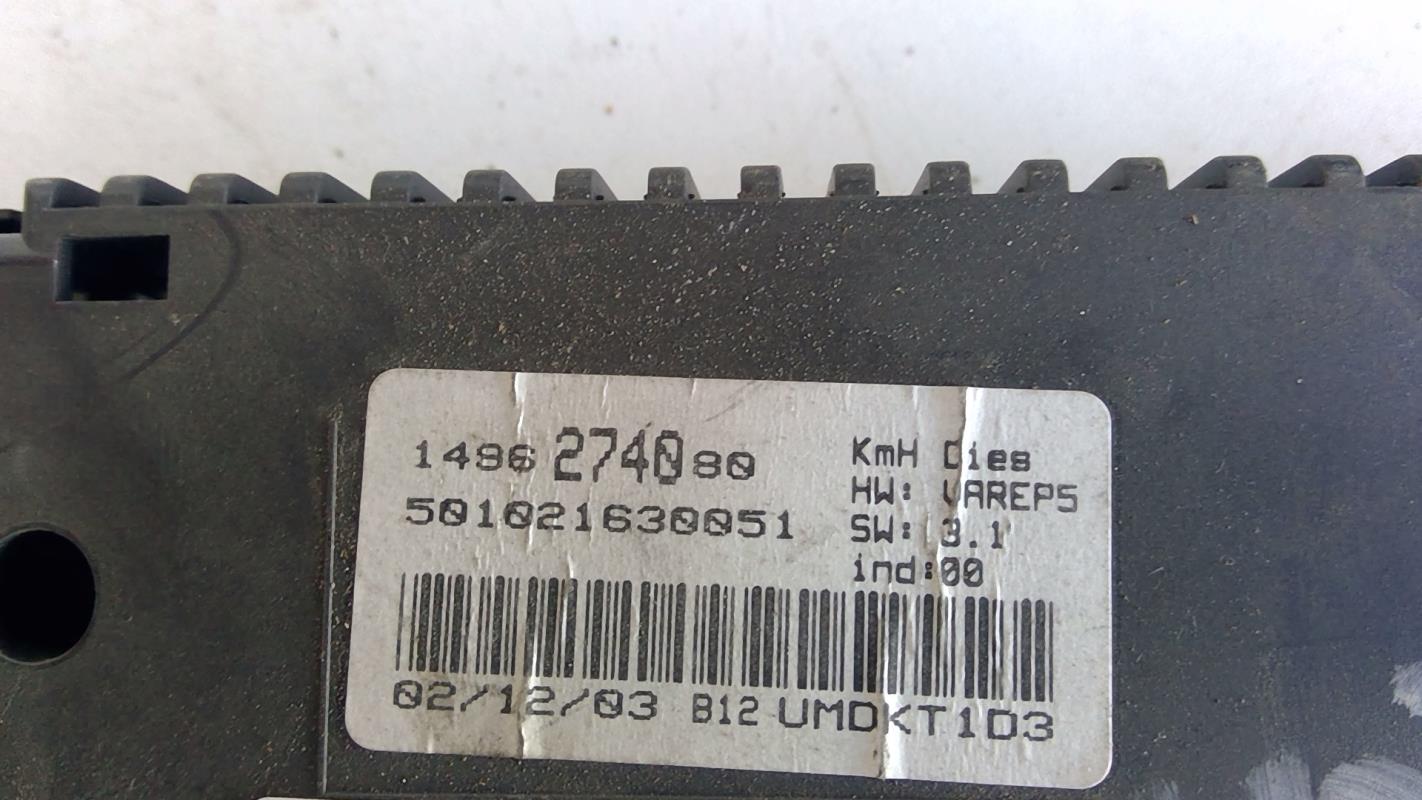 1496 2740 80
501021630051
KmH Dies
HW: VAREP5
SW: 3.1
ind:00
02/12/03 B12 UMDKT1D3